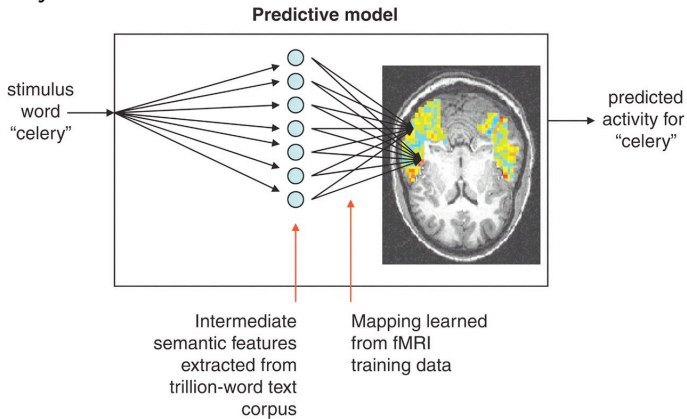 Predictive model
stimulus
word
"celery"
predicted
activity for
"celery"
Intermediate
semantic features
extracted from
trillion-word text
corpus
Mapping learned
from fMRI
training data